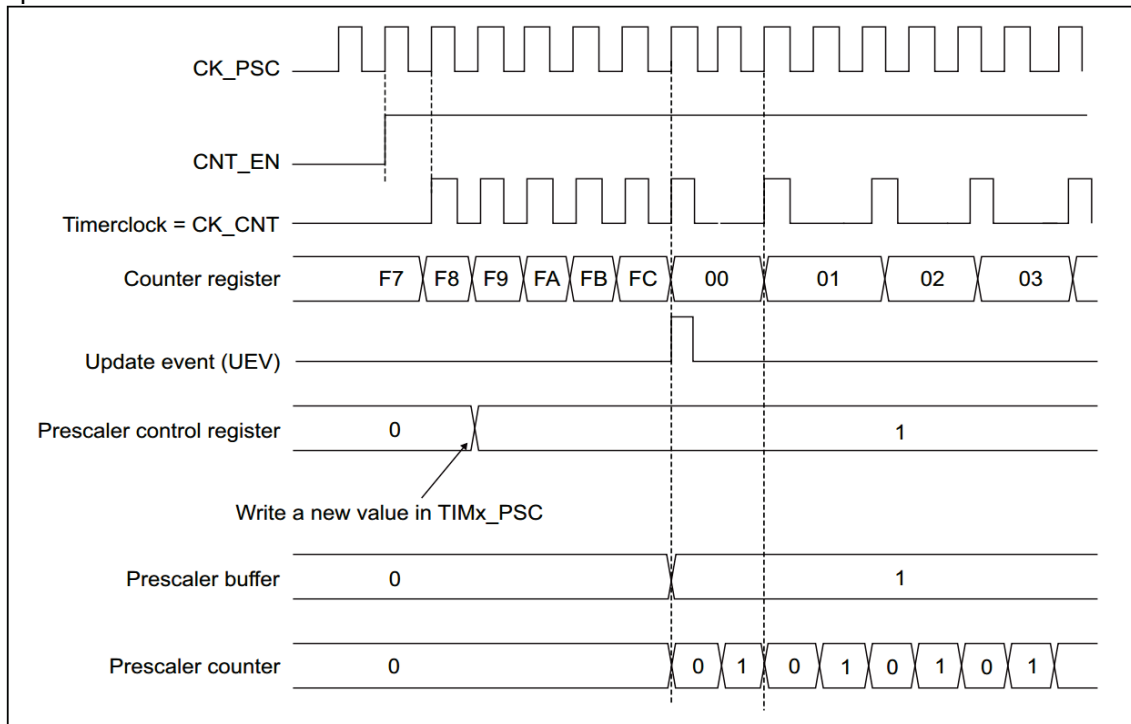 CK_PSC
CNT_EN
Timerclock = CK_CNT
Counter register F7 F8 F9 FA FB FC 00 01 02 03
Update event (UEV)
Prescaler control register 0 1
Write a new value in TIMx_PSC
Prescaler buffer 0 1
Prescaler counter 0 0 1 0 1 0 1 0 1